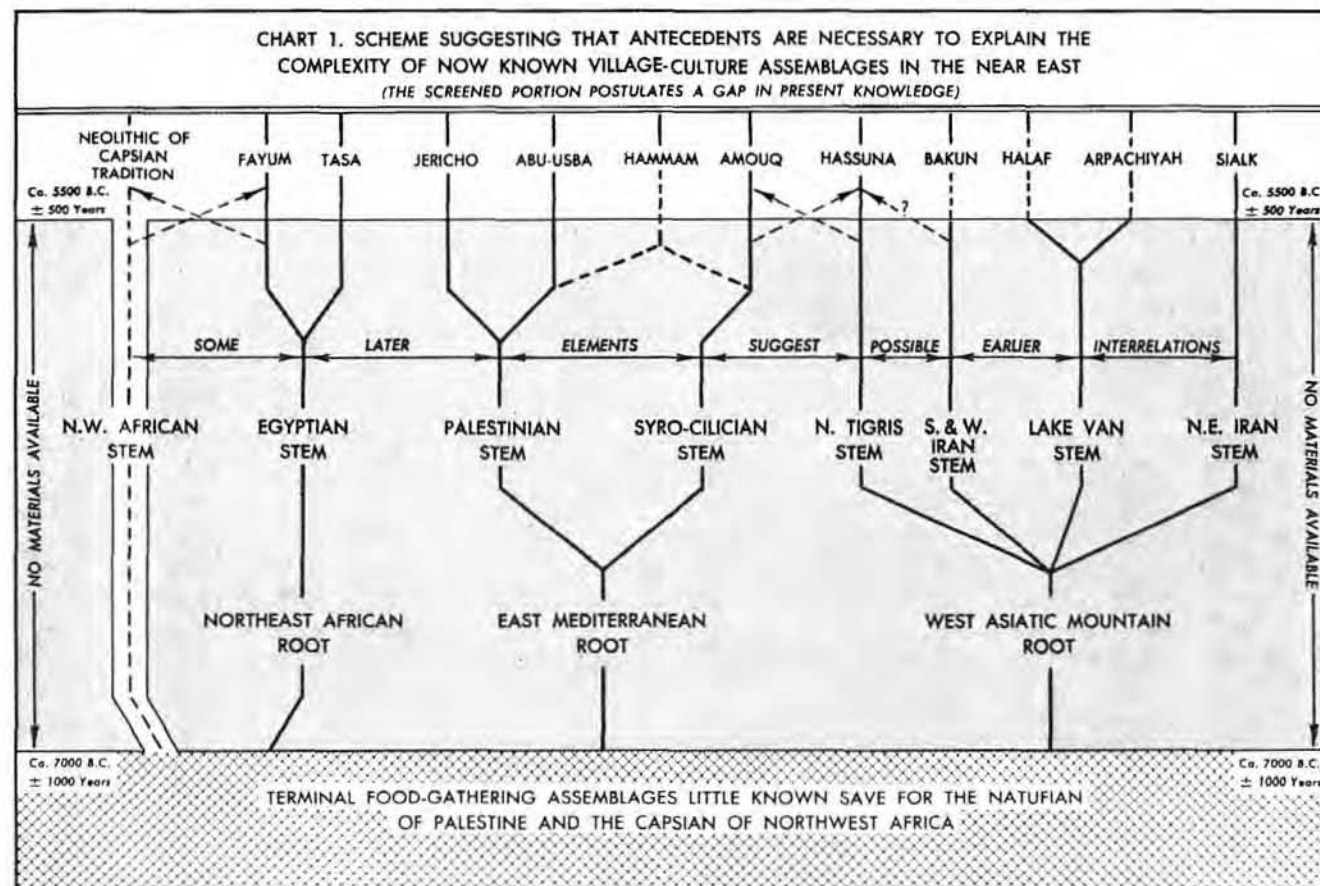 CHART 1. SCHEME SUGGESTING THAT ANTECEDENTS ARE NECESSARY TO EXPLAIN THE
COMPLEXITY OF NOW KNOWN VILLAGE-CULTURE ASSEMBLAGES IN THE NEAR EAST
(THE SCREENED PORTION POSTULATES A GAP IN PRESENT KNOWLEDGE)
NEOLITHIC OF
CAPSIAN
TRADITION
FAYUM
TASA
JERICHO
ABU-USBA
HAMMAM
AMOUQ
HASSUNA
BAKUN
HALAF
ARPACHIYAH
SIALK
Ca. 5500 B.C.
± 500 Years
Ca. 5500 B.C.
± 500 Years
?
SOME
LATER
ELEMENTS
SUGGEST
POSSIBLE
EARLIER
INTERRELATIONS
NO MATERIALS AVAILABLE
N.W. AFRICAN
STEM
EGYPTIAN
STEM
PALESTINIAN
STEM
SYRO-CILICIAN
STEM
N. TIGRIS
STEM
S. & W.
IRAN
STEM
LAKE VAN
STEM
N.E. IRAN
STEM
NO MATERIALS AVAILABLE
NORTHEAST AFRICAN
ROOT
EAST MEDITERRANEAN
ROOT
WEST ASIATIC MOUNTAIN
ROOT
Ca. 7000 B.C.
± 1000 Years
Ca. 7000 B.C.
± 1000 Years
TERMINAL FOOD-GATHERING ASSEMBLAGES LITTLE KNOWN SAVE FOR THE NATUFIAN
OF PALESTINE AND THE CAPSIAN OF NORTHWEST AFRICA